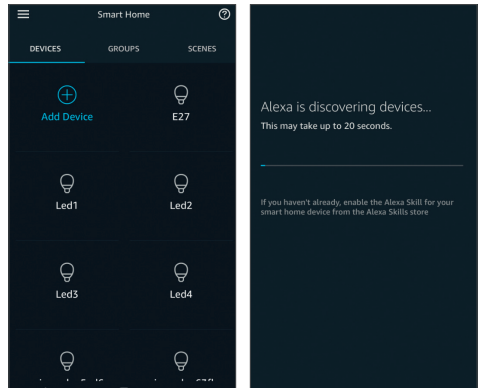 Smart Home
DEVICES GROUPS SCENES
Add Device E27
Led1 Led2
Led3 Led4
Alexa is discovering devices...
This may take up to 20 seconds.
If you haven't already, enable the Alexa Skill for your
smart home device from the Alexa Skills store